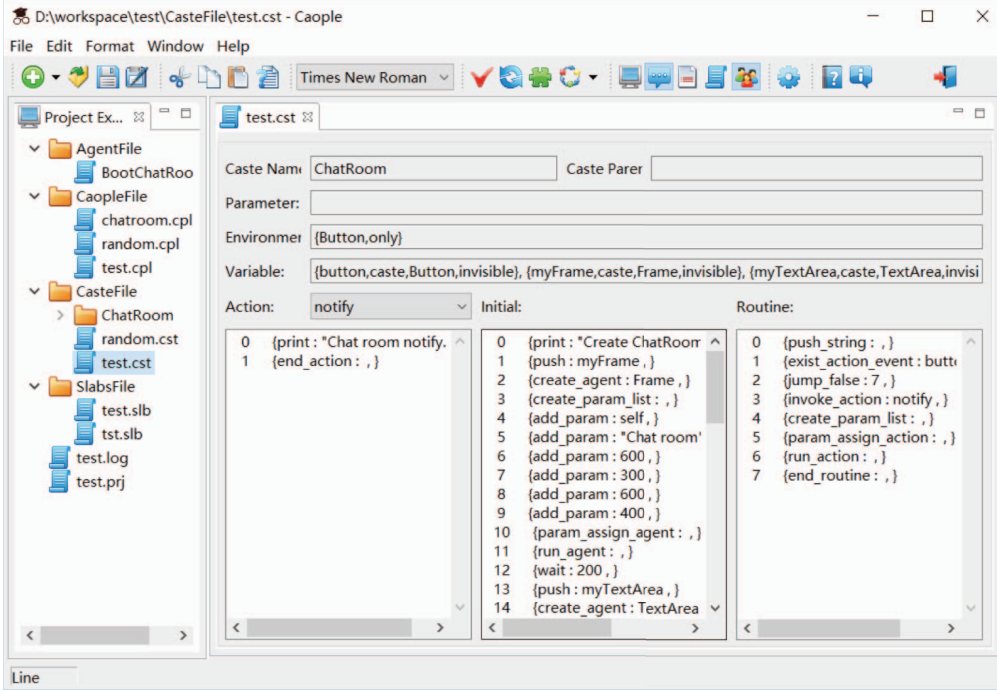 D:\workspace\test\CasteFile\test.cst - Caople
File Edit Format Window Help
Times New Roman
Project Ex...
AgentFile
BootChatRoo
CaopleFile
chatroom.cpl
random.cpl
test.cpl
CasteFile
ChatRoom
random.cst
test.cst
SlabsFile
test.slb
tst.slb
test.log
test.prj
test.cst
Caste Name ChatRoom Caste Parer
Parameter:
Environmer {Button,only}
Variable: {button,caste,Button,invisible}, {myFrame,caste,Frame,invisible}, {myTextArea,caste,TextArea,invisi
Action: notify Initial: Routine:
0 {print : "Chat room notify.
1 {end_action : , }
0 {print : "Create ChatRoom
1 {push : myFrame , }
2 {create_agent : Frame , }
3 {create_param_list : , }
4 {add_param : self, }
5 {add_param : "Chat room'
6 {add_param : 600 , }
7 {add_param : 300 , }
8 {add_param : 600 , }
9 {add_param : 400 , }
10 {param_assign_agent : , }
11 {run_agent : , }
12 {wait : 200 , }
13 {push : myTextArea , }
14 {create_agent : TextArea
0 {push_string : , }
1 {exist_action_event : butto
2 {jump_false : 7 , }
3 {invoke_action : notify , }
4 {create_param_list : , }
5 {param_assign_action : , }
6 {run_action : , }
7 {end_routine : , }
Line